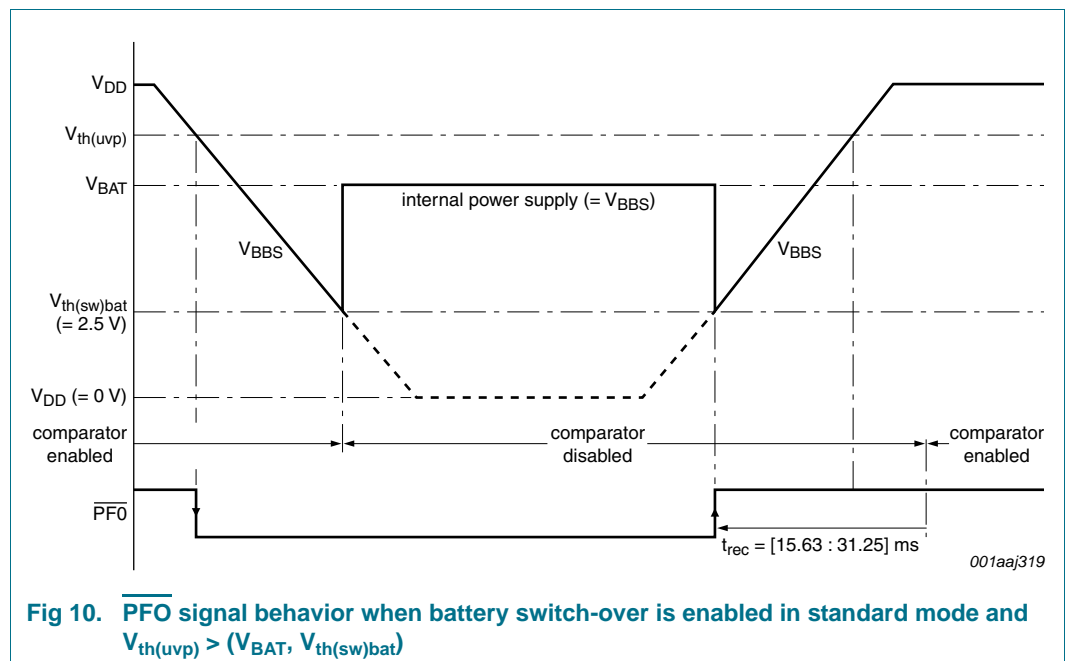 VDD
Vth(uvp)
VBAT
internal power supply (= VBBS)
VBBS
VBBS
Vth(sw)bat
(= 2.5 V)
VDD (= 0 V)
comparator
enabled
comparator
disabled
comparator
enabled
PF0
trec = [15.63 : 31.25] ms
001aaj319
Fig 10. PFO signal behavior when battery switch-over is enabled in standard mode and
Vth(uvp) > (VBAT, Vth(sw)bat)